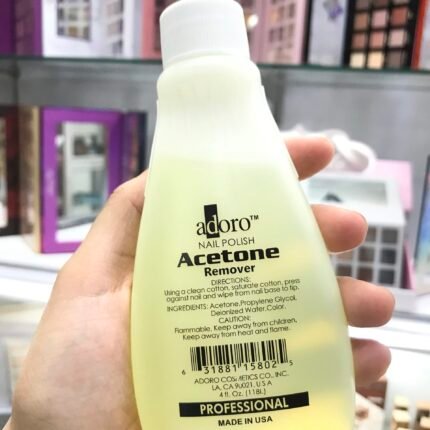 adoro™
NAIL POLISH
Acetone
Remover
DIRECTIONS:
Using a clean cotton, saturate cotton, press
against nail and wipe from nail base to tip.
INGREDIENTS: Acetone,Propylene Glycol,
Deionized Wafer,Color.
CAUTION:
Flammable, Keep away from children,
Keep away from heat and flame.
6 31881 15802 5
ADORO COSMETICS CO., INC.
LA, CA 90021, U.S.A
4 fl. Oz. (118L)
PROFESSIONAL
MADE IN USA